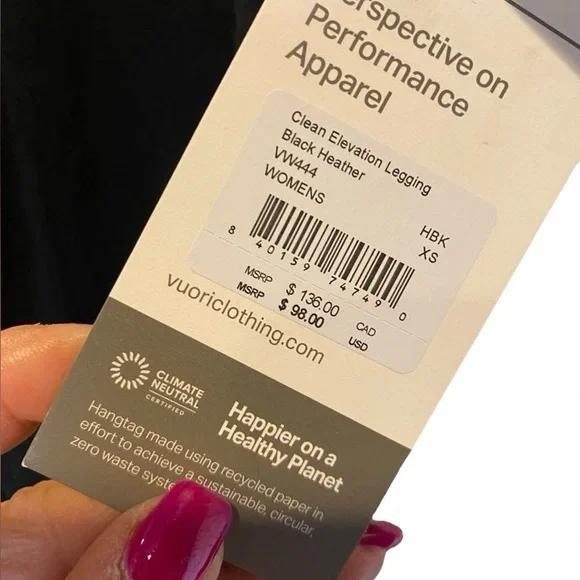 Perspective on
Performance
Apparel
Clean Elevation Legging
Black Heather
VW444
WOMENS
HBK
XS
8 40159 74749 0
MSRP $ 136.00 CAD
MSRP $ 98.00 USD
vuoriclothing.com
CLIMATE
NEUTRAL
CERTIFIED
Happier on a
Healthy Planet
Hangtag made using recycled paper in
effort to achieve a sustainable, circular,
zero waste